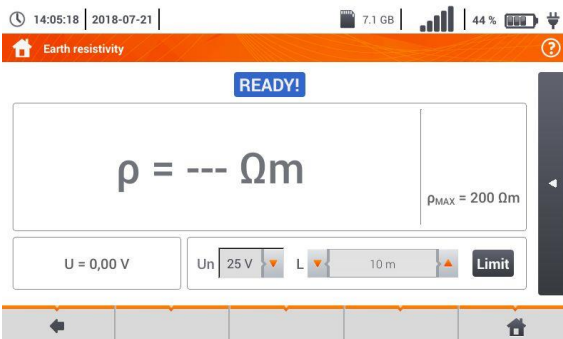 14:05:18 2018-07-21 7.1 GB 44 %
Earth resistivity ?
READY!
ρ = --- Ωm
ρMAX = 200 Ωm
U = 0,00 V Un 25 V L 10 m Limit